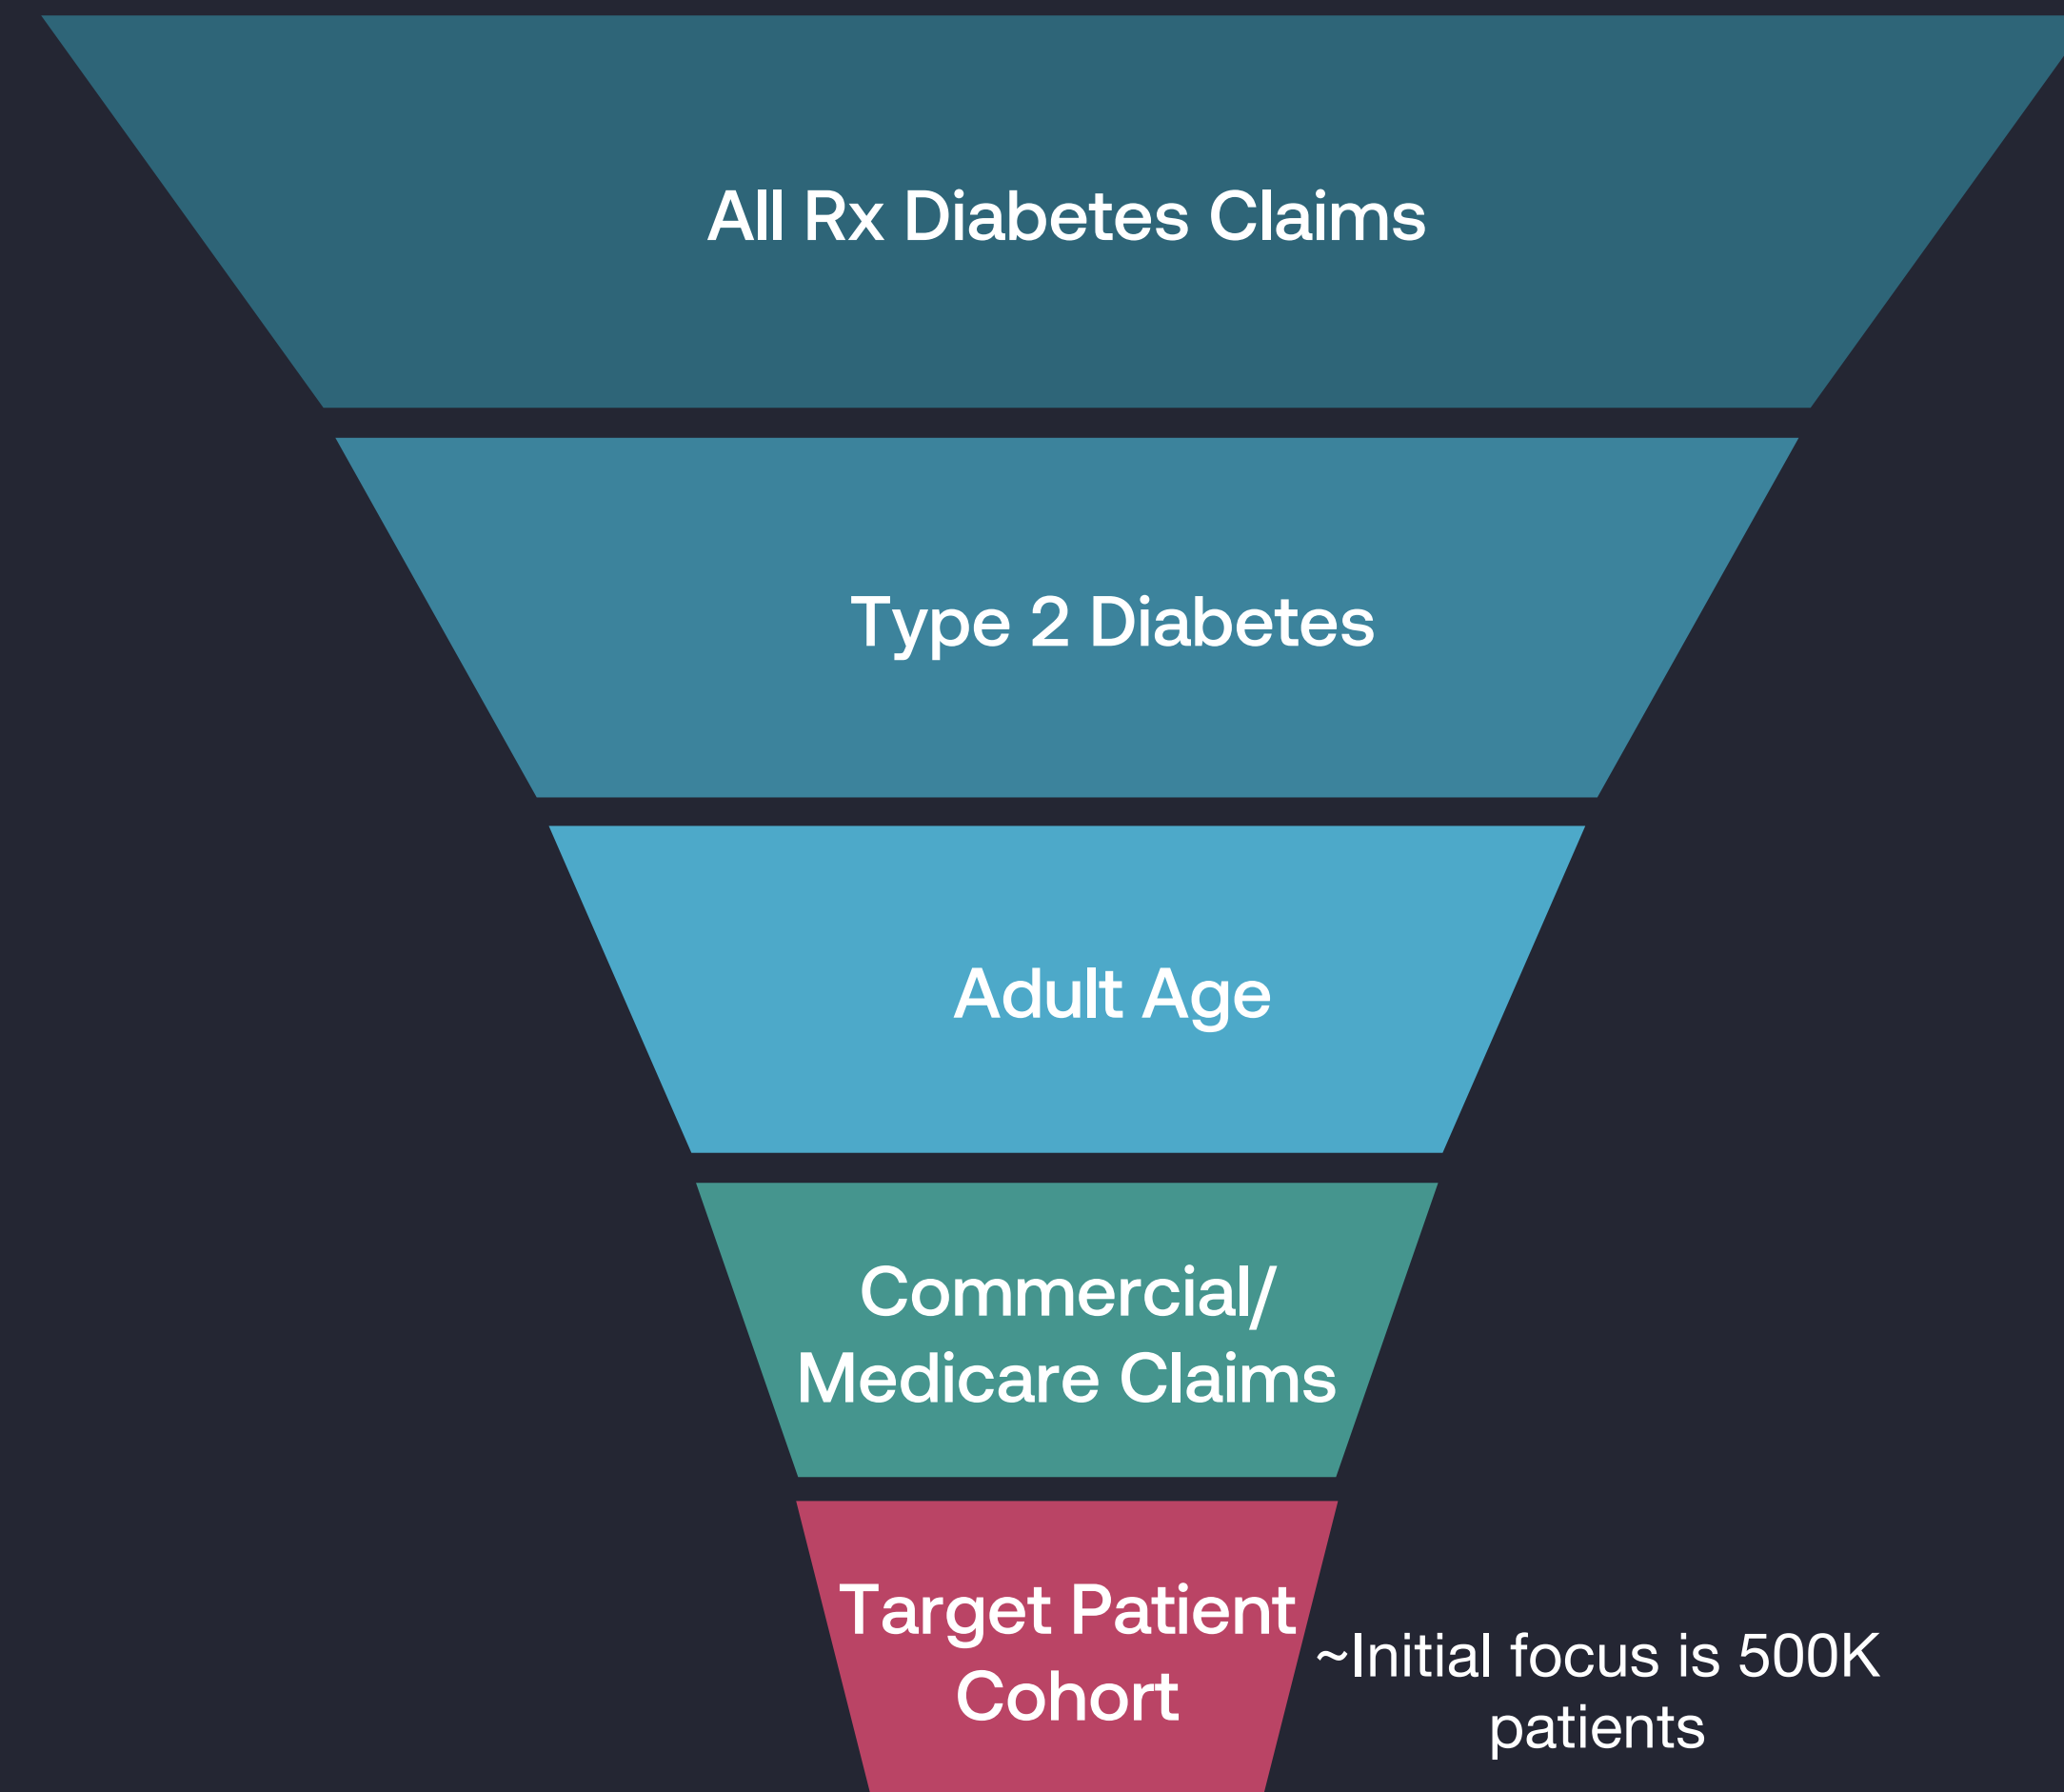 All Rx Diabetes Claims
Type 2 Diabetes
Adult Age
Commercial/
Medicare Claims
Target Patient
Cohort
~Initial focus is 500K
patients